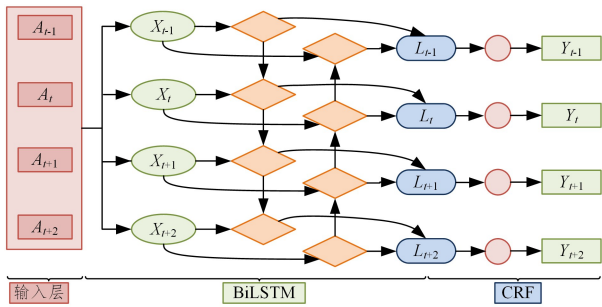 A_{t-1} X_{t-1} L_{t-1} Y_{t-1}
A_t X_t L_t Y_t
A_{t+1} X_{t+1} L_{t+1} Y_{t+1}
A_{t+2} X_{t+2} L_{t+2} Y_{t+2}
输入层 BiLSTM CRF